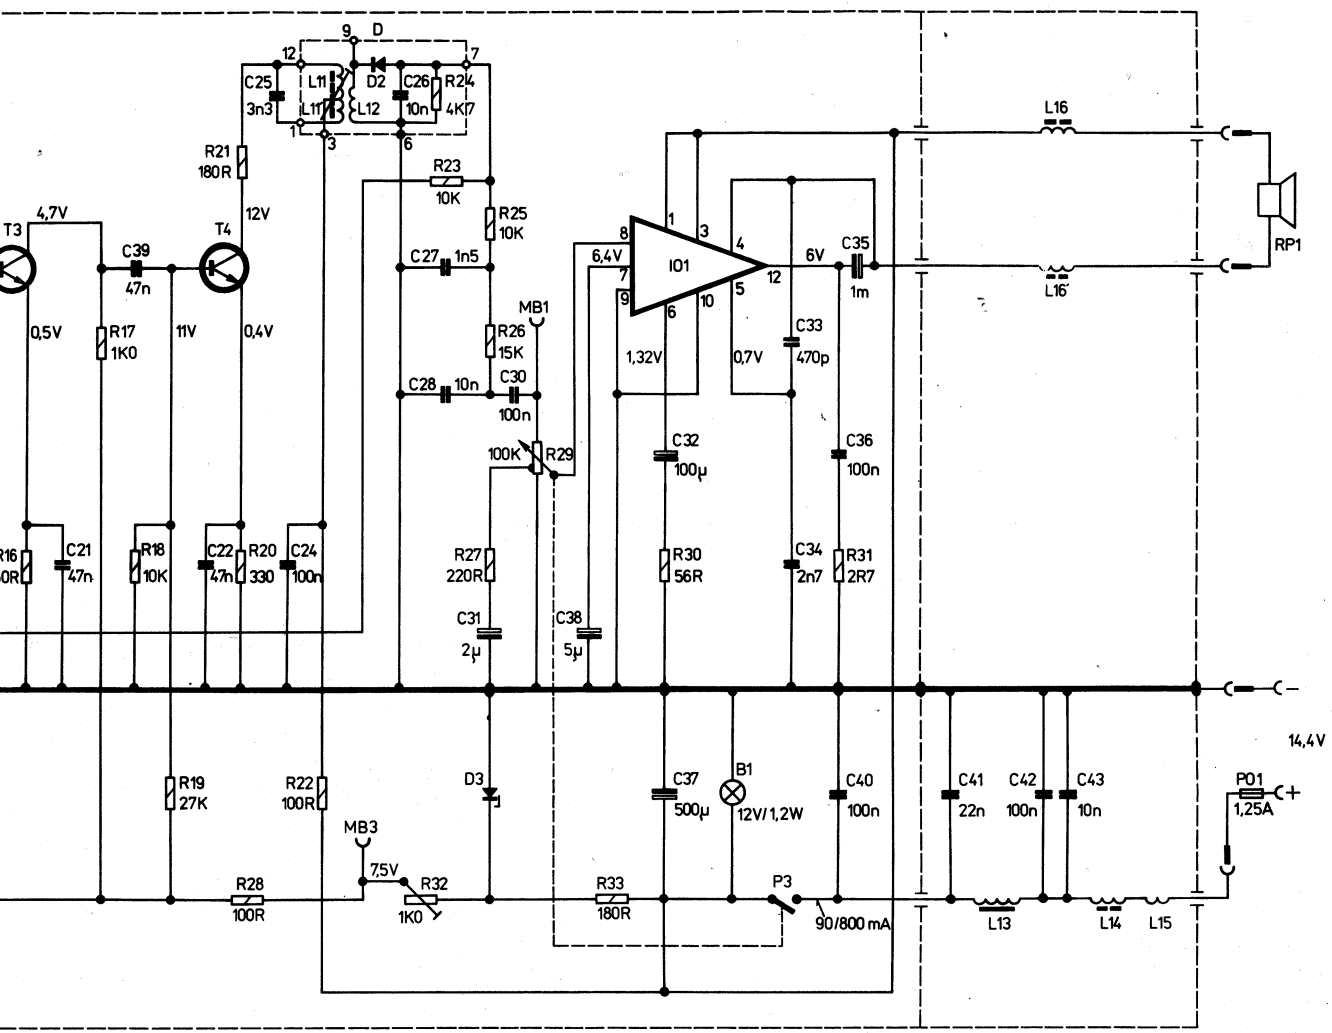 9 D
12
7
C25
3n3
L11
L11'
L12
D2
C26
10n
R24
4K7
1
3
6
R21
180R
R23
10K
L16
4,7V
12V
T3
T4
C39
47n
R25
10K
C27 1n5
1
3
8
6,4V
7
9
IO1
4
6V
C35
12
1m
5
6
10
RP1
L16'
0,5V
R17
1K0
11V
0,4V
MB1
R26
15K
C28 10n
C30
100n
1,32V
0,7V
C33
470p
100K
R29
C32
100µ
C36
100n
R16
C21
47n
R18
10K
C22
47n
R20
330
C24
100n
R27
220R
R30
56R
C34
2n7
R31
2R7
C31
2µ
C38
5µ
−
14,4V
R19
27K
R22
100R
D3
C37
500µ
B1
12V/1,2W
C40
100n
C41
22n
C42
100n
C43
10n
PO1
+
1,25A
MB3
7,5V
R28
100R
R32
1K0
R33
180R
P3
90/800 mA
L13
L14
L15